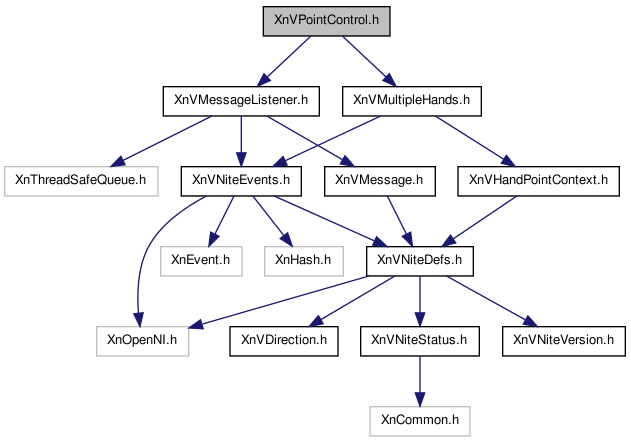 XnVPointControl.h
XnVMessageListener.h
XnVMultipleHands.h
XnThreadSafeQueue.h
XnVNiteEvents.h
XnVMessage.h
XnVHandPointContext.h
XnEvent.h
XnHash.h
XnVNiteDefs.h
XnOpenNI.h
XnVDirection.h
XnVNiteStatus.h
XnVNiteVersion.h
XnCommon.h